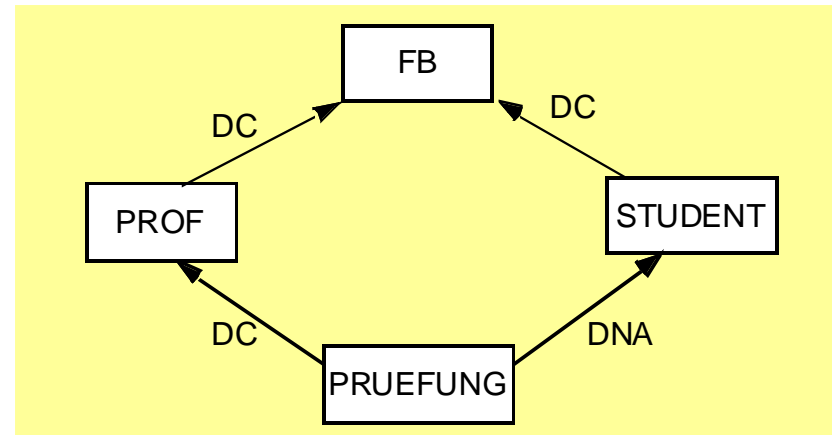 FB
DC
DC
PROF
STUDENT
DC
DNA
PRUEFUNG